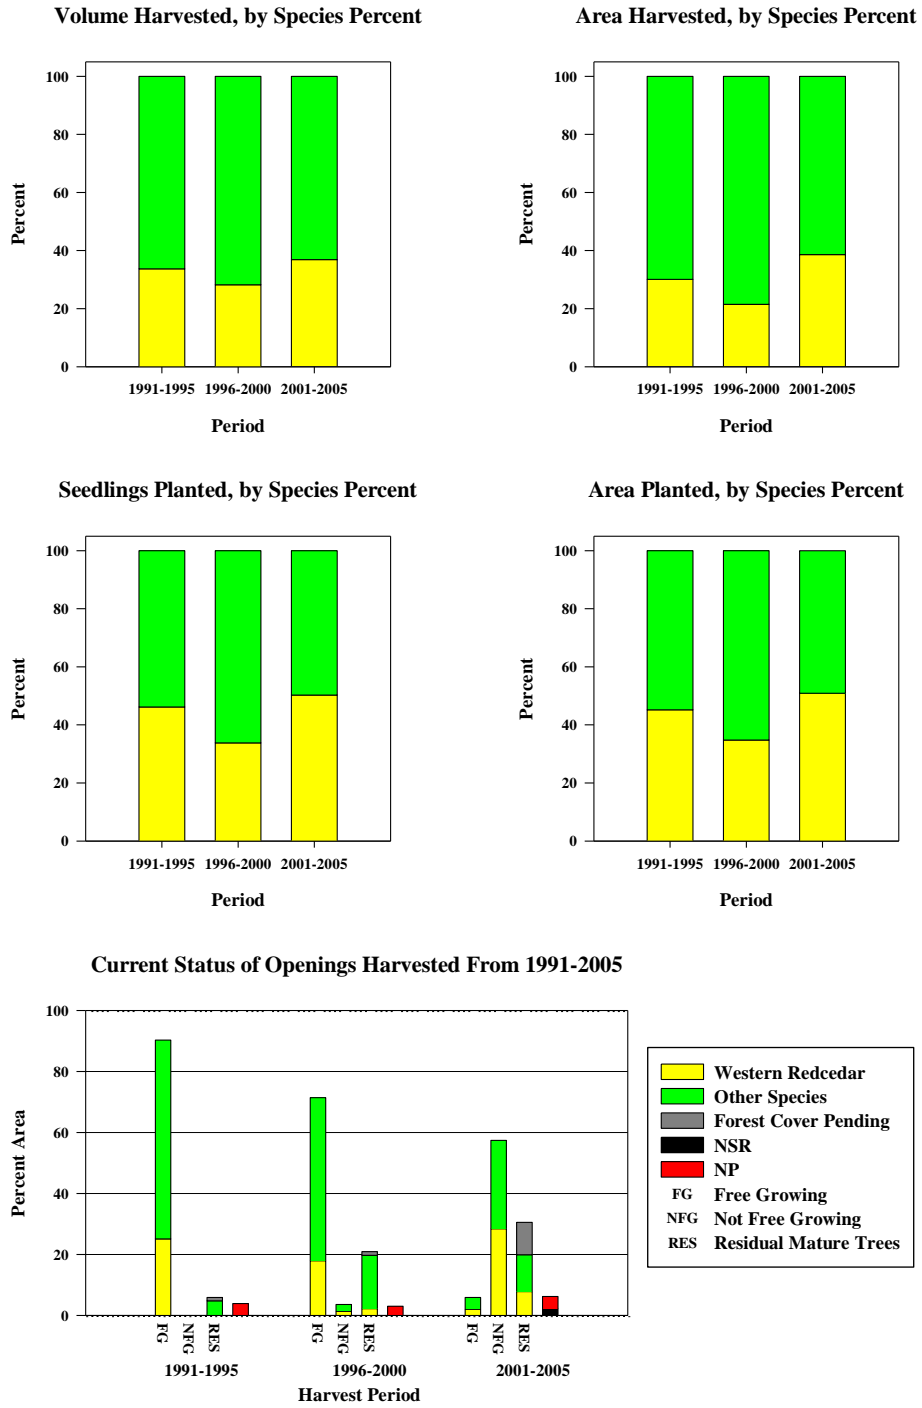 Volume Harvested, by Species Percent
Area Harvested, by Species Percent
100
80
60
40
20
0
Percent
1991-1995 1996-2000 2001-2005
Period
100
80
60
40
20
0
Percent
1991-1995 1996-2000 2001-2005
Period
Seedlings Planted, by Species Percent
Area Planted, by Species Percent
100
80
60
40
20
0
Percent
1991-1995 1996-2000 2001-2005
Period
100
80
60
40
20
0
Percent
1991-1995 1996-2000 2001-2005
Period
Current Status of Openings Harvested From 1991-2005
100
80
60
40
20
0
Percent Area
FG NFG RES FG NFG RES FG NFG RES
1991-1995 1996-2000 2001-2005
Harvest Period
Western Redcedar
Other Species
Forest Cover Pending
NSR
NP
FG Free Growing
NFG Not Free Growing
RES Residual Mature Trees